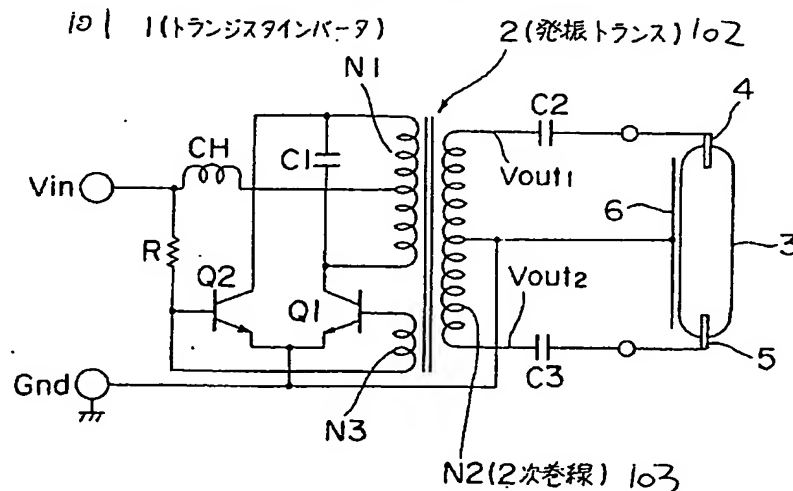 101 1(トランジスタインバータ)
2(発振トランス) 102
N1
C2
4
CH
C1
Vin
Vout1
6
3
R
Q2
Q1
Vout2
Gnd
C3
5
N3
N2(2次巻線) 103